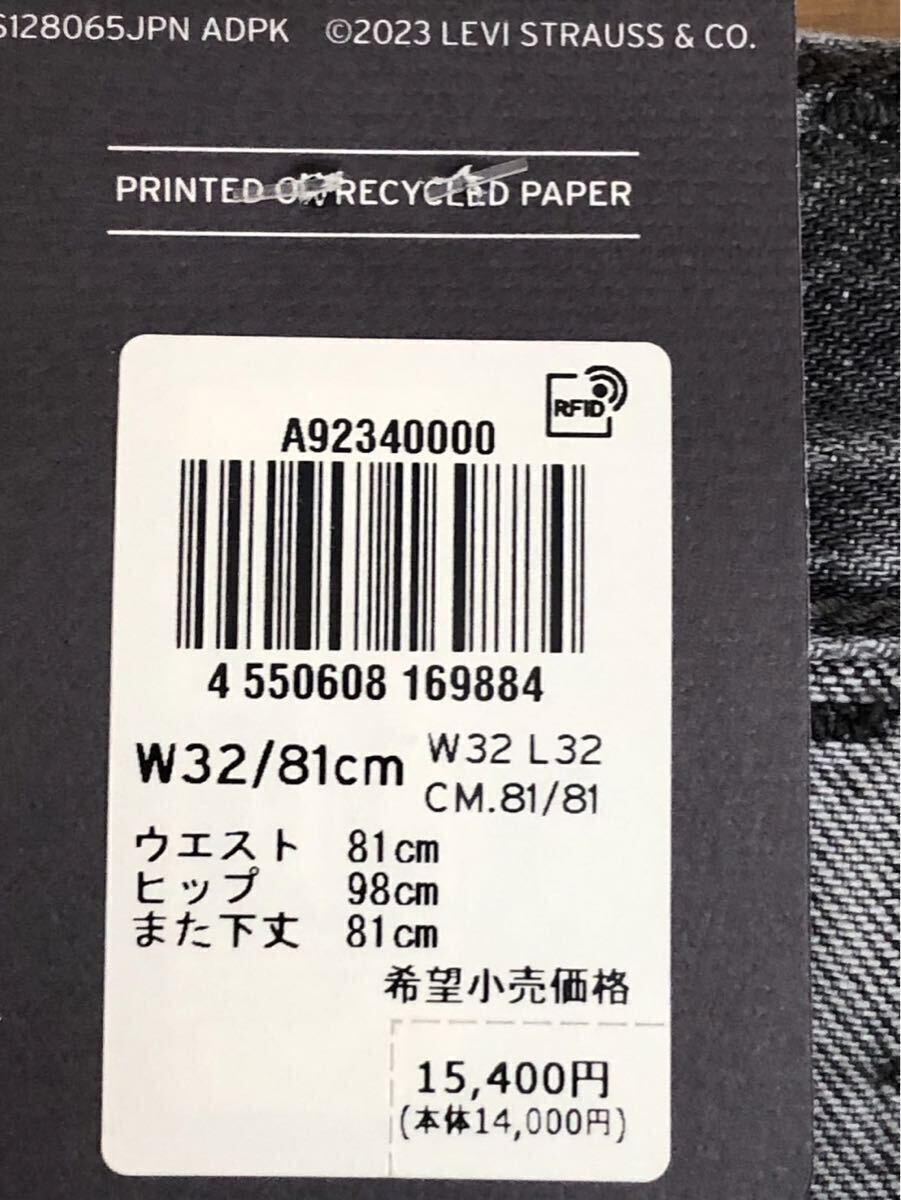 S128065JPN ADPK ©2023 LEVI STRAUSS & CO.
PRINTED ON RECYCLED PAPER
RFID
A92340000
4 550608 169884
W32/81cm
W32 L32
CM.81/81
ウエスト 81cm
ヒップ 98cm
また下丈 81cm
希望小売価格
15,400円
(本体14,000円)